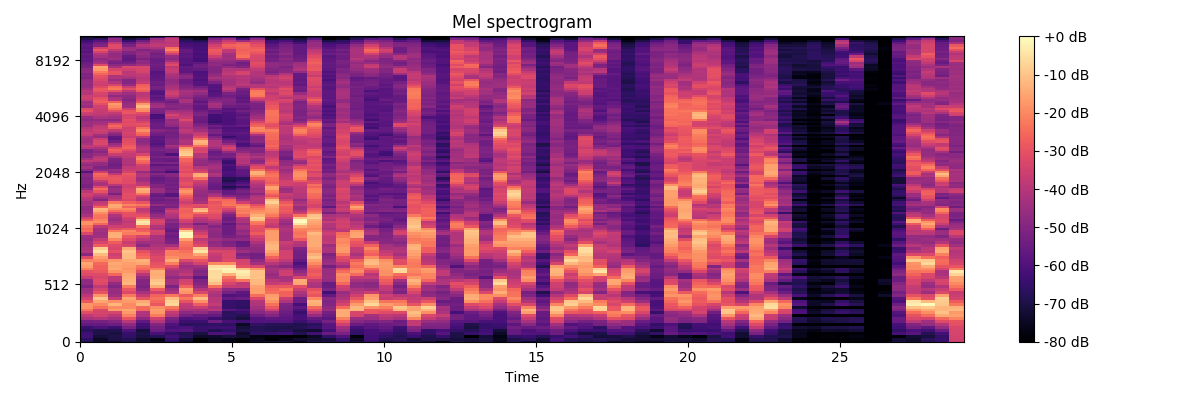 Mel spectrogram
8192
4096
2048
1024
512
0
Hz
0 5 10 15 20 25
Time
+0 dB
-10 dB
-20 dB
-30 dB
-40 dB
-50 dB
-60 dB
-70 dB
-80 dB